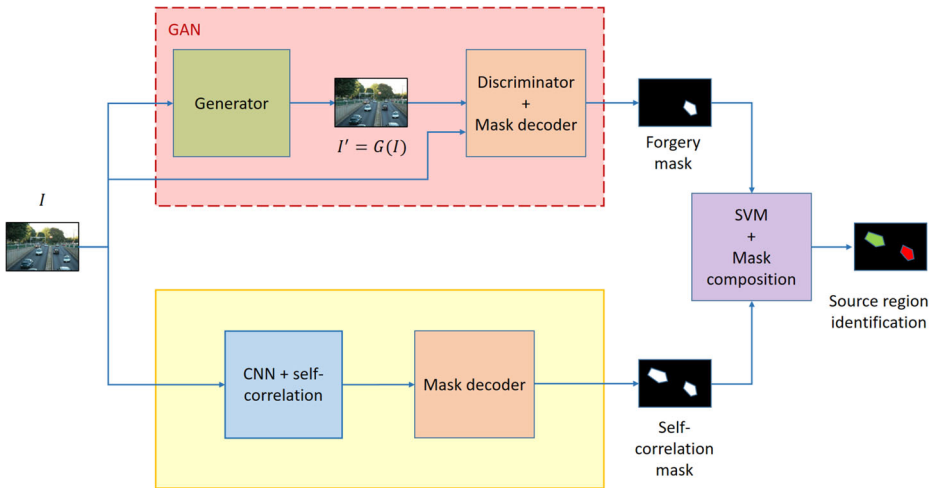 GAN
Generator
I′ = G(I)
Discriminator
+
Mask decoder
Forgery
mask
I
SVM
+
Mask
composition
Source region
identification
CNN + self-
correlation
Mask decoder
Self-
correlation
mask